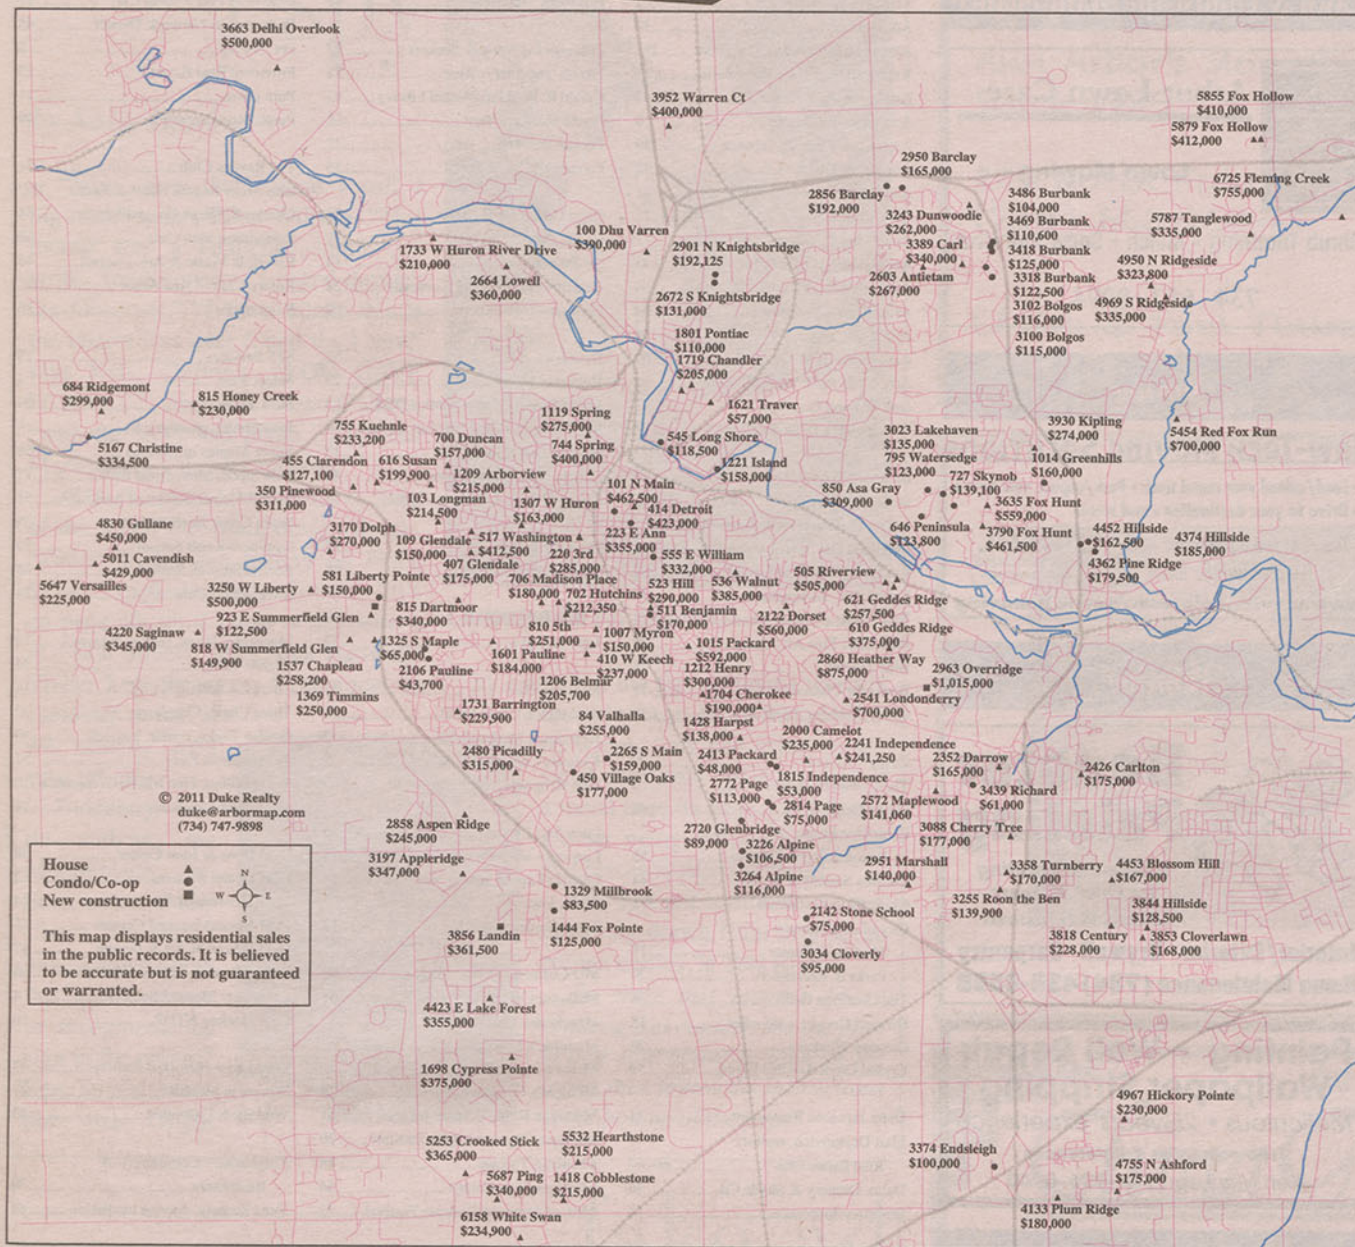 3663 Delhi Overlook
$500,000
3952 Warren Ct
$400,000
5855 Fox Hollow
$410,000
5879 Fox Hollow
$412,000
2950 Barclay
$165,000
2856 Barclay
$192,000
6725 Fleming Creek
$755,000
3486 Burbank
$104,000
3469 Burbank
$110,600
3418 Burbank
$125,000
3318 Burbank
$122,500
3102 Bolgos
$116,000
3100 Bolgos
$115,000
3243 Dunwoodie
$262,000
3389 Carl
$340,000
2603 Antietam
$267,000
5787 Tanglewood
$335,000
4950 N Ridgeside
$323,800
4969 S Ridgeside
$335,000
100 Dhu Varren
$390,000
1733 W Huron River Drive
$210,000
2664 Lowell
$360,000
2901 N Knightsbridge
$192,125
2672 S Knightsbridge
$131,000
1801 Pontiac
$110,000
1719 Chandler
$205,000
1621 Traver
$57,000
684 Ridgemont
$299,000
815 Honey Creek
$230,000
5167 Christine
$334,500
755 Kuehnle
$233,200
700 Duncan
$157,000
1119 Spring
$275,000
744 Spring
$400,000
545 Long Shore
$118,500
1221 Island
$158,000
3023 Lakehaven
$135,000
795 Watersedge
$123,000
3930 Kipling
$274,000
1014 Greenhills
$160,000
5454 Red Fox Run
$700,000
455 Clarendon
$127,100
616 Susan
$199,900
1209 Arborview
$215,000
350 Pinewood
$311,000
103 Longman
$214,500
1307 W Huron
$163,000
101 N Main
$462,500
414 Detroit
$423,000
223 E Ann
$355,000
850 Asa Gray
$309,000
727 Skynob
$139,100
3635 Fox Hunt
$559,000
646 Peninsula
$123,800
3790 Fox Hunt
$461,500
4452 Hillside
$162,500
4374 Hillside
$185,000
4362 Pine Ridge
$179,500
4830 Gullane
$450,000
5011 Cavendish
$429,000
5647 Versailles
$225,000
3170 Dolph
$270,000
109 Glendale
$150,000
517 Washington
$412,500
407 Glendale
$175,000
220 3rd
$285,000
555 E William
$332,000
536 Walnut
$385,000
505 Riverview
$505,000
3250 W Liberty
$500,000
581 Liberty Pointe
$150,000
706 Madison Place
$180,000
702 Hutchins
$212,350
523 Hill
$290,000
511 Benjamin
$170,000
621 Geddes Ridge
$257,500
610 Geddes Ridge
$375,000
2122 Dorset
$560,000
923 E Summerfield Glen
$122,500
815 Dartmoor
$340,000
810 5th
$251,000
1007 Myron
$150,000
1015 Packard
$592,000
4220 Saginaw
$345,000
818 W Summerfield Glen
$149,900
1325 S Maple
$65,000
1601 Pauline
$184,000
410 W Keech
$237,000
2860 Heather Way
$875,000
2963 Overridge
$1,015,000
1537 Chapleau
$258,200
2106 Pauline
$43,700
1206 Belmar
$205,700
1212 Henry
$300,000
1369 Timmins
$250,000
1704 Cherokee
$190,000
2541 Londonderry
$700,000
1731 Barrington
$229,900
84 Valhalla
$255,000
1428 Harpst
$138,000
2000 Camelot
$235,000
2241 Independence
$241,250
2480 Picadilly
$315,000
2265 S Main
$159,000
450 Village Oaks
$177,000
2413 Packard
$48,000
1815 Independence
$53,000
2352 Darrow
$165,000
2426 Carlton
$175,000
2772 Page
$113,000
2814 Page
$75,000
2572 Maplewood
$141,060
3439 Richard
$61,000
© 2011 Duke Realty
duke@arbormap.com
(734) 747-9898
2858 Aspen Ridge
$245,000
2720 Glenbridge
$89,000
3226 Alpine
$106,500
3088 Cherry Tree
$177,000
3197 Appleridge
$347,000
3264 Alpine
$116,000
2951 Marshall
$140,000
3358 Turnberry
$170,000
4453 Blossom Hill
$167,000
House
Condo/Co-op
New construction
N
W E
S
This map displays residential sales
in the public records. It is believed
to be accurate but is not guaranteed
or warranted.
1329 Millbrook
$83,500
3255 Roon the Ben
$139,900
3844 Hillside
$128,500
3856 Landin
$361,500
1444 Fox Pointe
$125,000
2142 Stone School
$75,000
3034 Cloverly
$95,000
3818 Century
$228,000
3853 Cloverlawn
$168,000
4423 E Lake Forest
$355,000
1698 Cypress Pointe
$375,000
4967 Hickory Pointe
$230,000
5253 Crooked Stick
$365,000
5532 Hearthstone
$215,000
3374 Endsleigh
$100,000
5687 Ping
$340,000
1418 Cobblestone
$215,000
4755 N Ashford
$175,000
6158 White Swan
$234,900
4133 Plum Ridge
$180,000